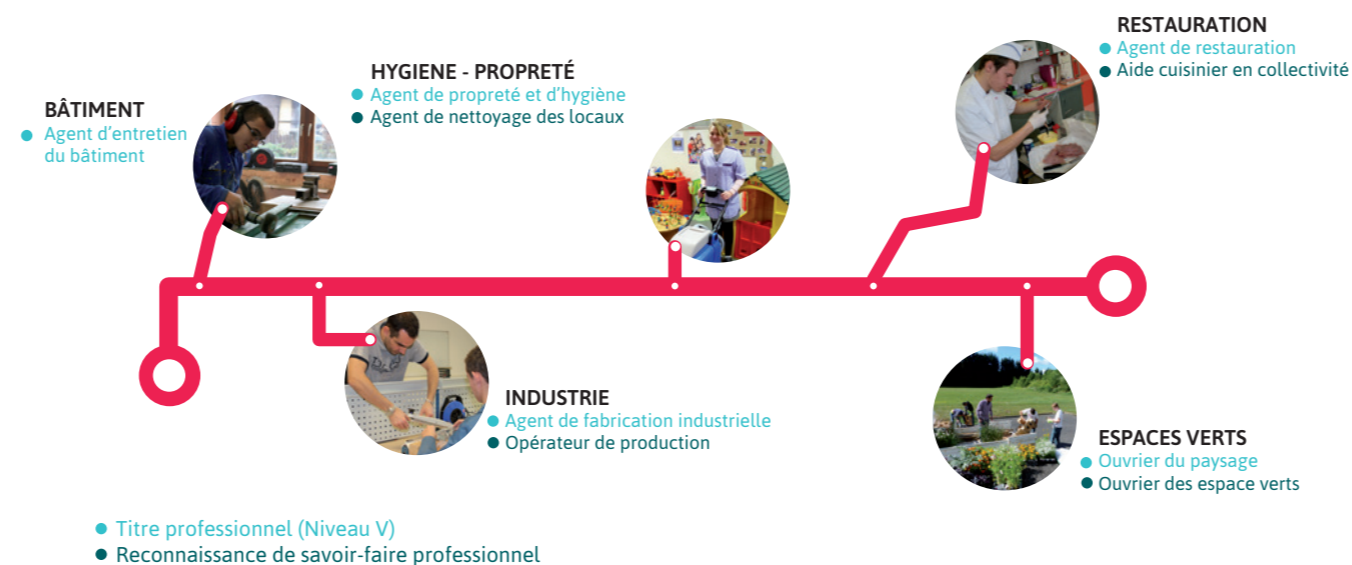 BÂTIMENT
Agent d'entretien
du bâtiment
HYGIENE - PROPRETÉ
Agent de propreté et d'hygiène
Agent de nettoyage des locaux
RESTAURATION
Agent de restauration
Aide cuisinier en collectivité
INDUSTRIE
Agent de fabrication industrielle
Opérateur de production
ESPACES VERTS
Ouvrier du paysage
Ouvrier des espace verts
Titre professionnel (Niveau V)
Reconnaissance de savoir-faire professionnel